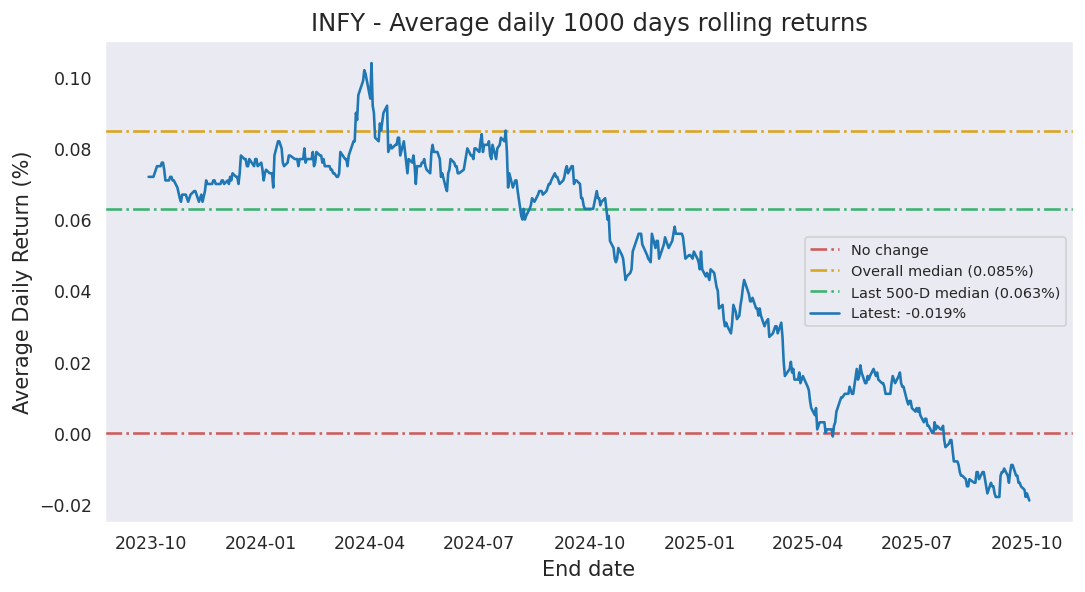 INFY - Average daily 1000 days rolling returns
Average Daily Return (%)
0.10
0.08
0.06
0.04
0.02
0.00
−0.02
No change
Overall median (0.085%)
Last 500-D median (0.063%)
Latest: -0.019%
2023-10 2024-01 2024-04 2024-07 2024-10 2025-01 2025-04 2025-07 2025-10
End date